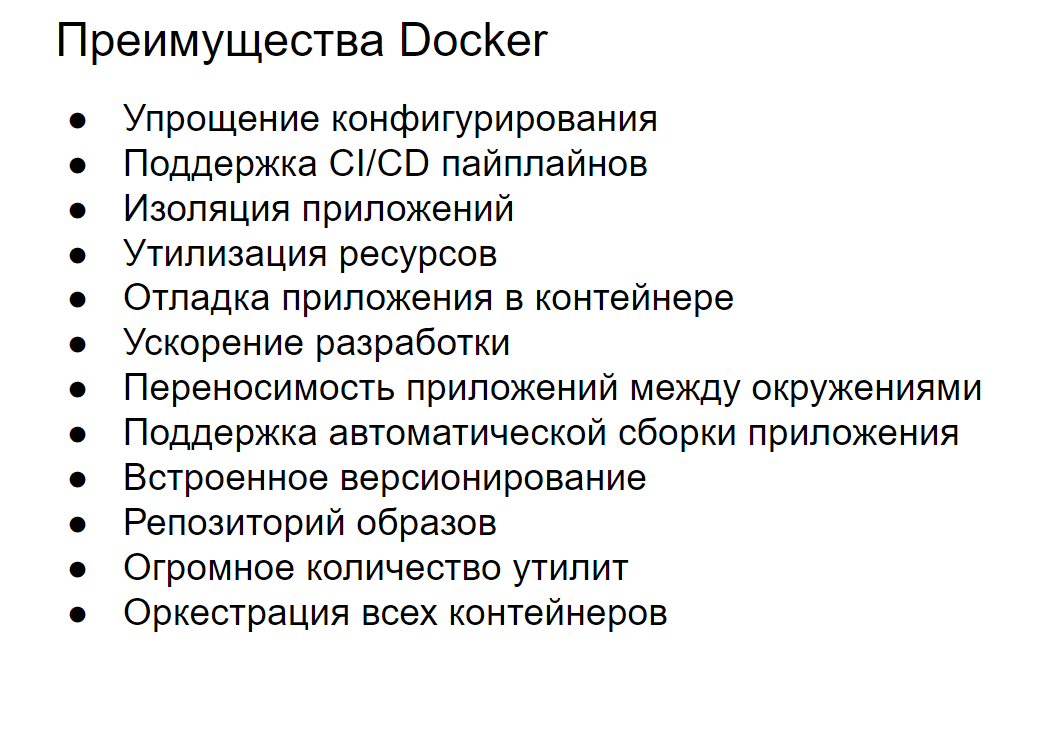 Преимущества Docker
● Упрощение конфигурирования
● Поддержка CI/CD пайплайнов
● Изоляция приложений
● Утилизация ресурсов
● Отладка приложения в контейнере
● Ускорение разработки
● Переносимость приложений между окружениями
● Поддержка автоматической сборки приложения
● Встроенное версионирование
● Репозиторий образов
● Огромное количество утилит
● Оркестрация всех контейнеров